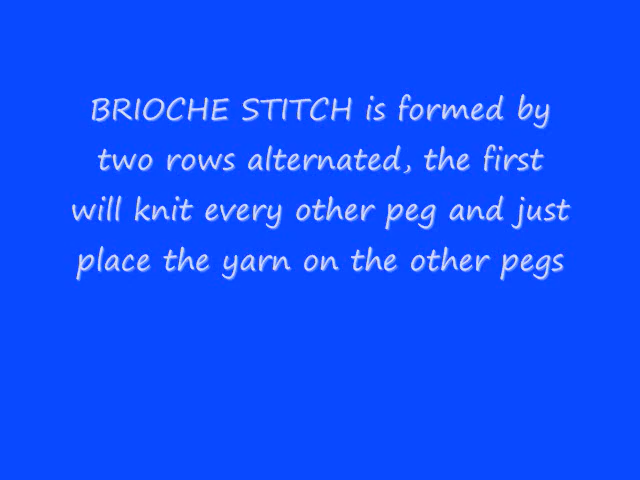 BRIOCHE STITCH is formed by
two rows alternated, the first
will knit every other peg and just
place the yarn on the other pegs